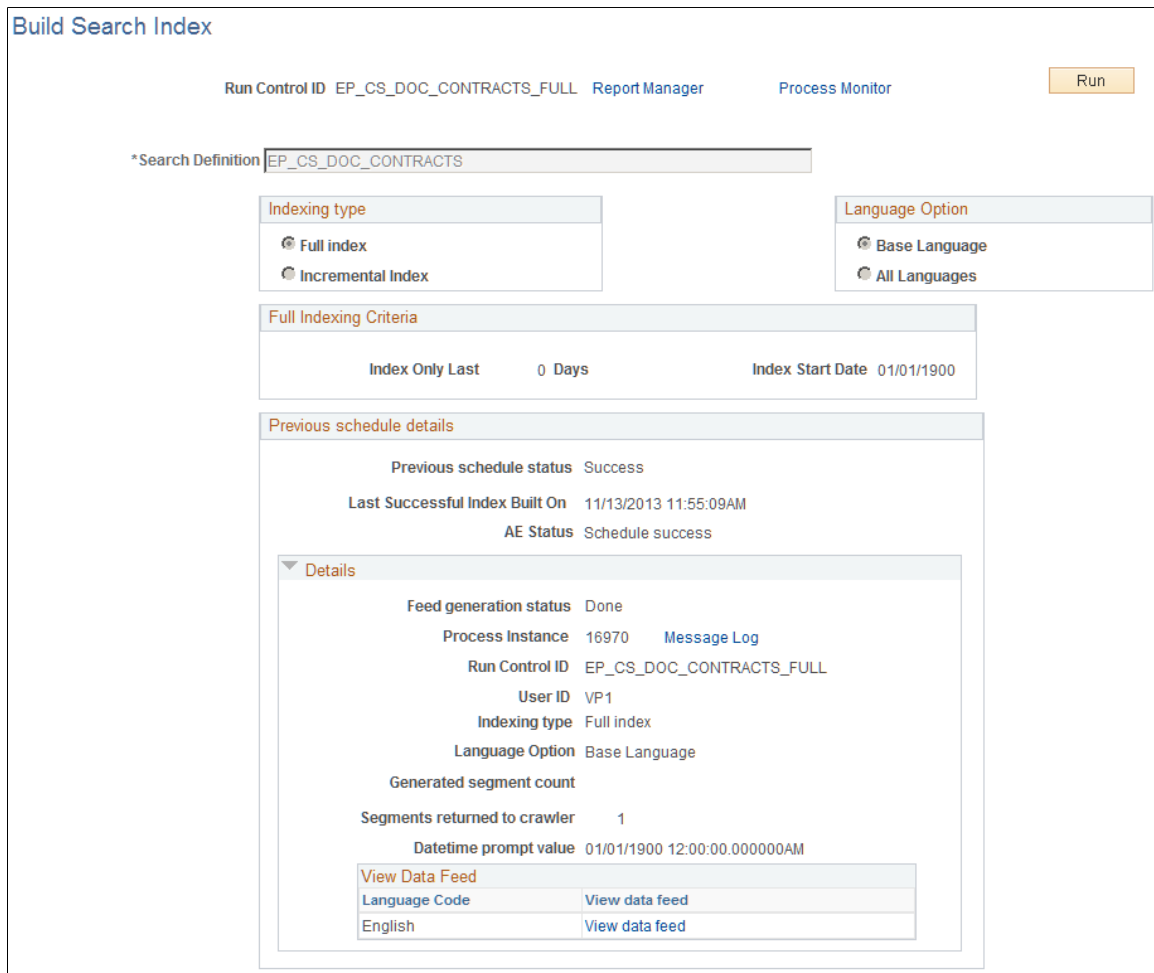 Build Search Index
Run Control ID EP_CS_DOC_CONTRACTS_FULL Report Manager Process Monitor Run
*Search Definition EP_CS_DOC_CONTRACTS
Indexing type Language Option
Full index Base Language
Incremental Index All Languages
Full Indexing Criteria
Index Only Last 0 Days Index Start Date 01/01/1900
Previous schedule details
Previous schedule status Success
Last Successful Index Built On 11/13/2013 11:55:09AM
AE Status Schedule success
Details
Feed generation status Done
Process Instance 16970 Message Log
Run Control ID EP_CS_DOC_CONTRACTS_FULL
User ID VP1
Indexing type Full index
Language Option Base Language
Generated segment count
Segments returned to crawler 1
Datetime prompt value 01/01/1900 12:00:00.000000AM
View Data Feed
Language Code View data feed
English View data feed